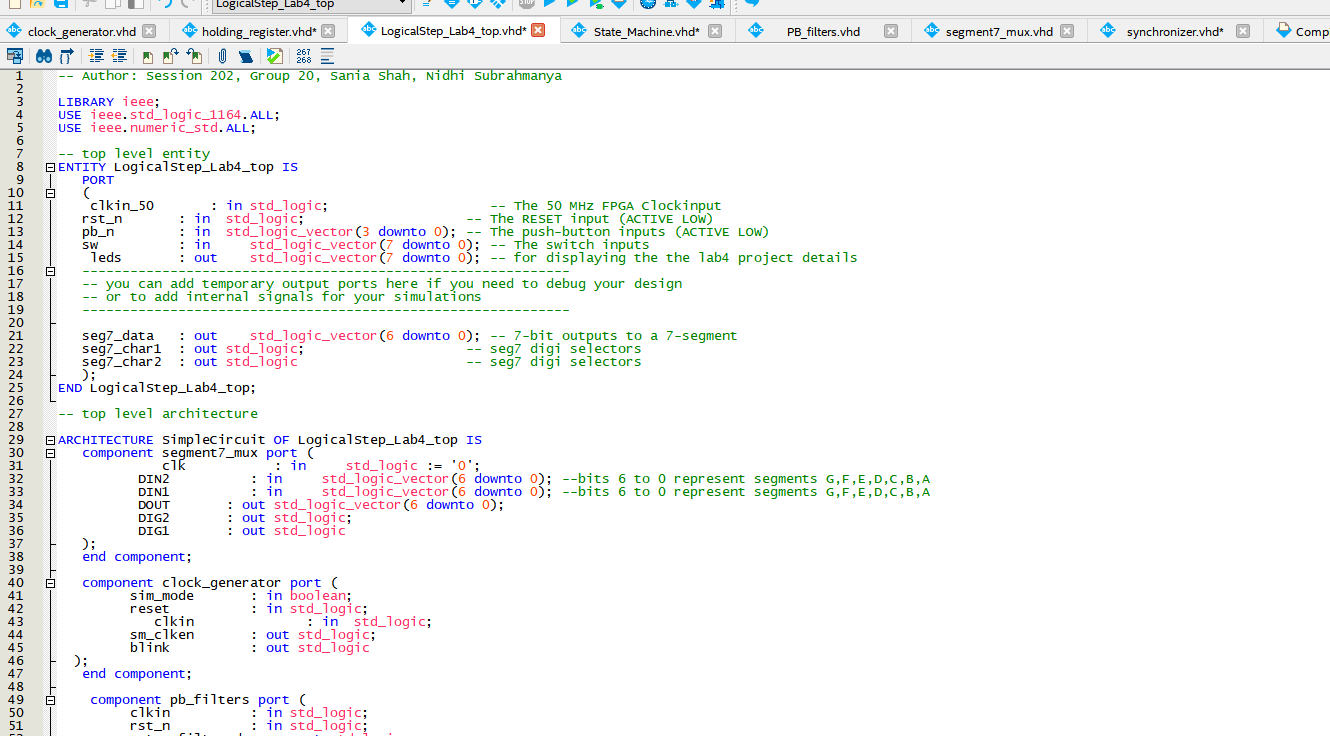 LogicalStep_Lab4_top
clock_generator.vhd holding_register.vhd* LogicalStep_Lab4_top.vhd* State_Machine.vhd* PB_filters.vhd segment7_mux.vhd synchronizer.vhd* Comp
267
268
1 -- Author: Session 202, Group 20, Sania Shah, Nidhi Subrahmanya
2
3 LIBRARY ieee;
4 USE ieee.std_logic_1164.ALL;
5 USE ieee.numeric_std.ALL;
6
7 -- top level entity
8 ENTITY LogicalStep_Lab4_top IS
9 PORT
10 (
11 clkin_50 : in std_logic; -- The 50 MHz FPGA Clockinput
12 rst_n : in std_logic; -- The RESET input (ACTIVE LOW)
13 pb_n : in std_logic_vector(3 downto 0); -- The push-button inputs (ACTIVE LOW)
14 sw : in std_logic_vector(7 downto 0); -- The switch inputs
15 leds : out std_logic_vector(7 downto 0); -- for displaying the the lab4 project details
16 -------------------------------------------------------------
17 -- you can add temporary output ports here if you need to debug your design
18 -- or to add internal signals for your simulations
19 -------------------------------------------------------------
20
21 seg7_data : out std_logic_vector(6 downto 0); -- 7-bit outputs to a 7-segment
22 seg7_char1 : out std_logic; -- seg7 digi selectors
23 seg7_char2 : out std_logic -- seg7 digi selectors
24 );
25 END LogicalStep_Lab4_top;
26
27 -- top level architecture
28
29 ARCHITECTURE SimpleCircuit OF LogicalStep_Lab4_top IS
30 component segment7_mux port (
31 clk : in std_logic := '0';
32 DIN2 : in std_logic_vector(6 downto 0); --bits 6 to 0 represent segments G,F,E,D,C,B,A
33 DIN1 : in std_logic_vector(6 downto 0); --bits 6 to 0 represent segments G,F,E,D,C,B,A
34 DOUT : out std_logic_vector(6 downto 0);
35 DIG2 : out std_logic;
36 DIG1 : out std_logic
37 );
38 end component;
39
40 component clock_generator port (
41 sim_mode : in boolean;
42 reset : in std_logic;
43 clkin : in std_logic;
44 sm_clken : out std_logic;
45 blink : out std_logic
46 );
47 end component;
48
49 component pb_filters port (
50 clkin : in std_logic;
51 rst_n : in std_logic;